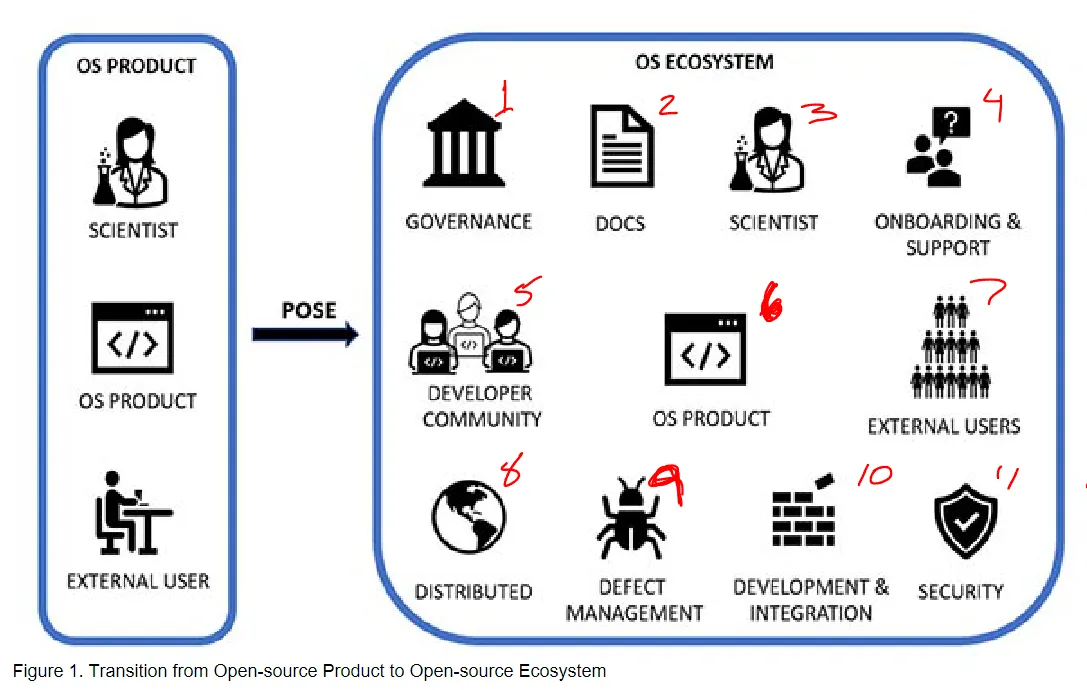 OS PRODUCT
SCIENTIST
</>
OS PRODUCT
EXTERNAL USER
POSE
OS ECOSYSTEM
1
2
3
?
4
GOVERNANCE
DOCS
SCIENTIST
ONBOARDING &
SUPPORT
5
</>
</>
</>
6
</>
7
DEVELOPER
COMMUNITY
OS PRODUCT
EXTERNAL USERS
8
9
10
11
DISTRIBUTED
DEFECT
MANAGEMENT
DEVELOPMENT &
INTEGRATION
SECURITY
Figure 1. Transition from Open-source Product to Open-source Ecosystem